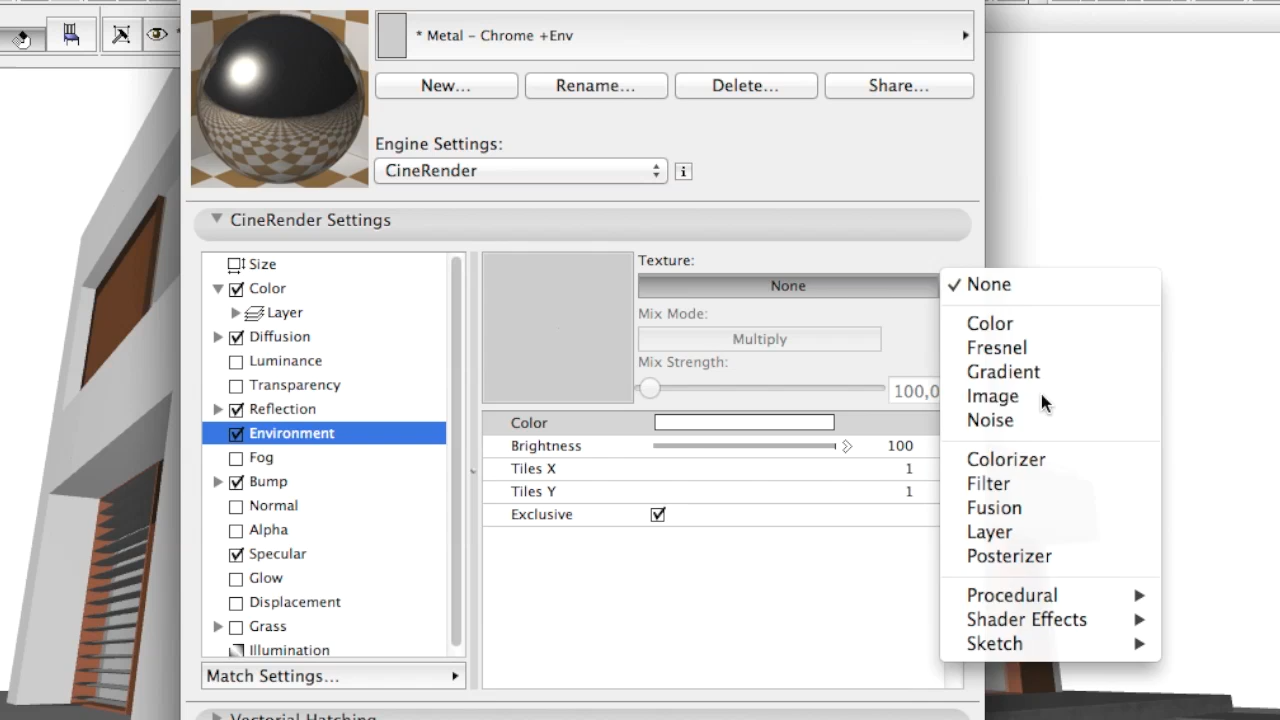 * Metal – Chrome +Env
New...
Rename...
Delete...
Share...
Engine Settings:
CineRender
i
CineRender Settings
Size
Color
Layer
Diffusion
Luminance
Transparency
Reflection
Environment
Fog
Bump
Normal
Alpha
Specular
Glow
Displacement
Grass
Illumination
Match Settings...
Texture:
None
Mix Mode:
Multiply
Mix Strength:
100,0
Color
Brightness 100
Tiles X 1
Tiles Y 1
Exclusive
None
Color
Fresnel
Gradient
Image
Noise
Colorizer
Filter
Fusion
Layer
Posterizer
Procedural
Shader Effects
Sketch
Vectorial Hatching